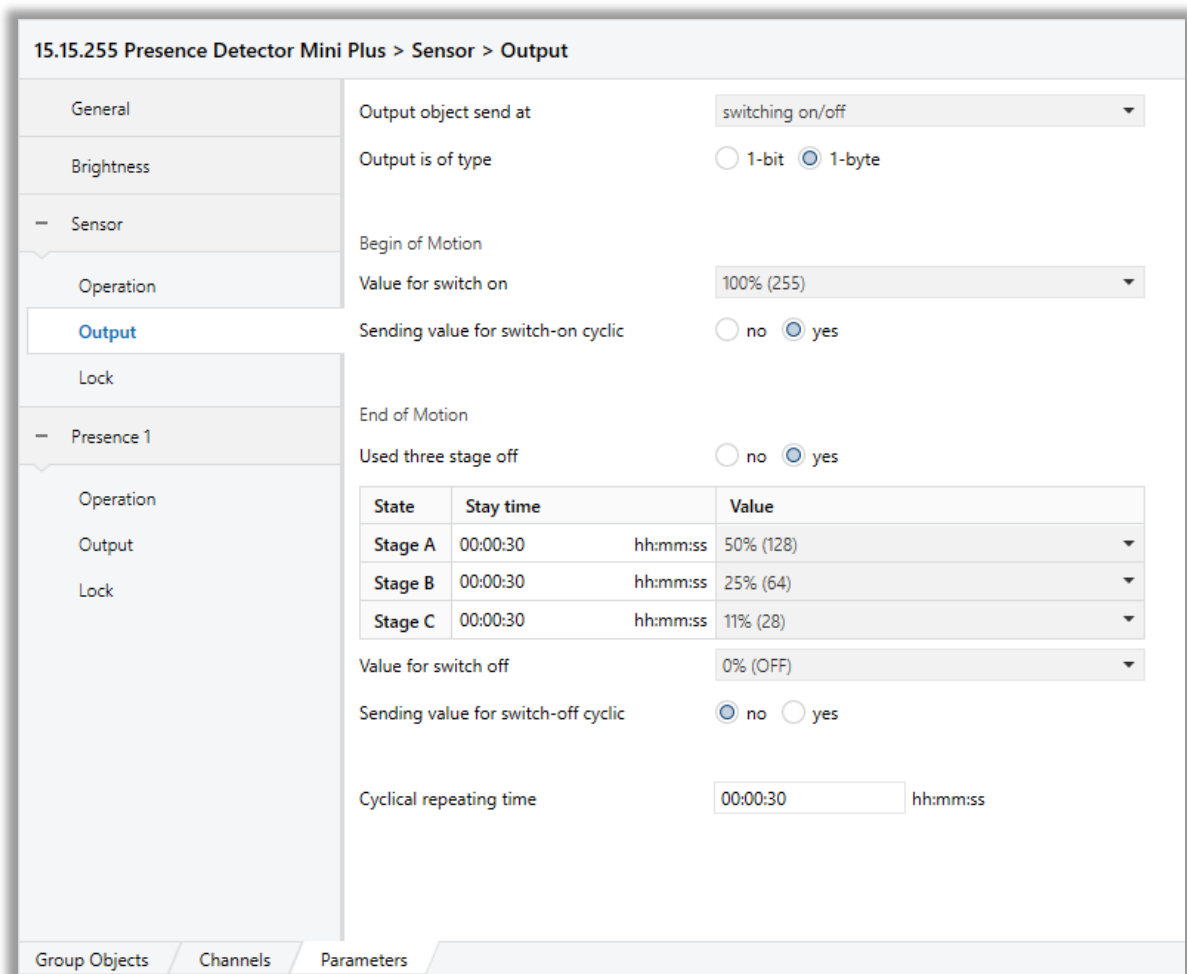 15.15.255 Presence Detector Mini Plus > Sensor > Output
General
Brightness
Sensor
Operation
Output
Lock
Presence 1
Operation
Output
Lock
Output object send at switching on/off
Output is of type 1-bit 1-byte
Begin of Motion
Value for switch on 100% (255)
Sending value for switch-on cyclic no yes
End of Motion
Used three stage off no yes
State Stay time Value
Stage A 00:00:30 hh:mm:ss 50% (128)
Stage B 00:00:30 hh:mm:ss 25% (64)
Stage C 00:00:30 hh:mm:ss 11% (28)
Value for switch off 0% (OFF)
Sending value for switch-off cyclic no yes
Cyclical repeating time 00:00:30 hh:mm:ss
Group Objects Channels Parameters